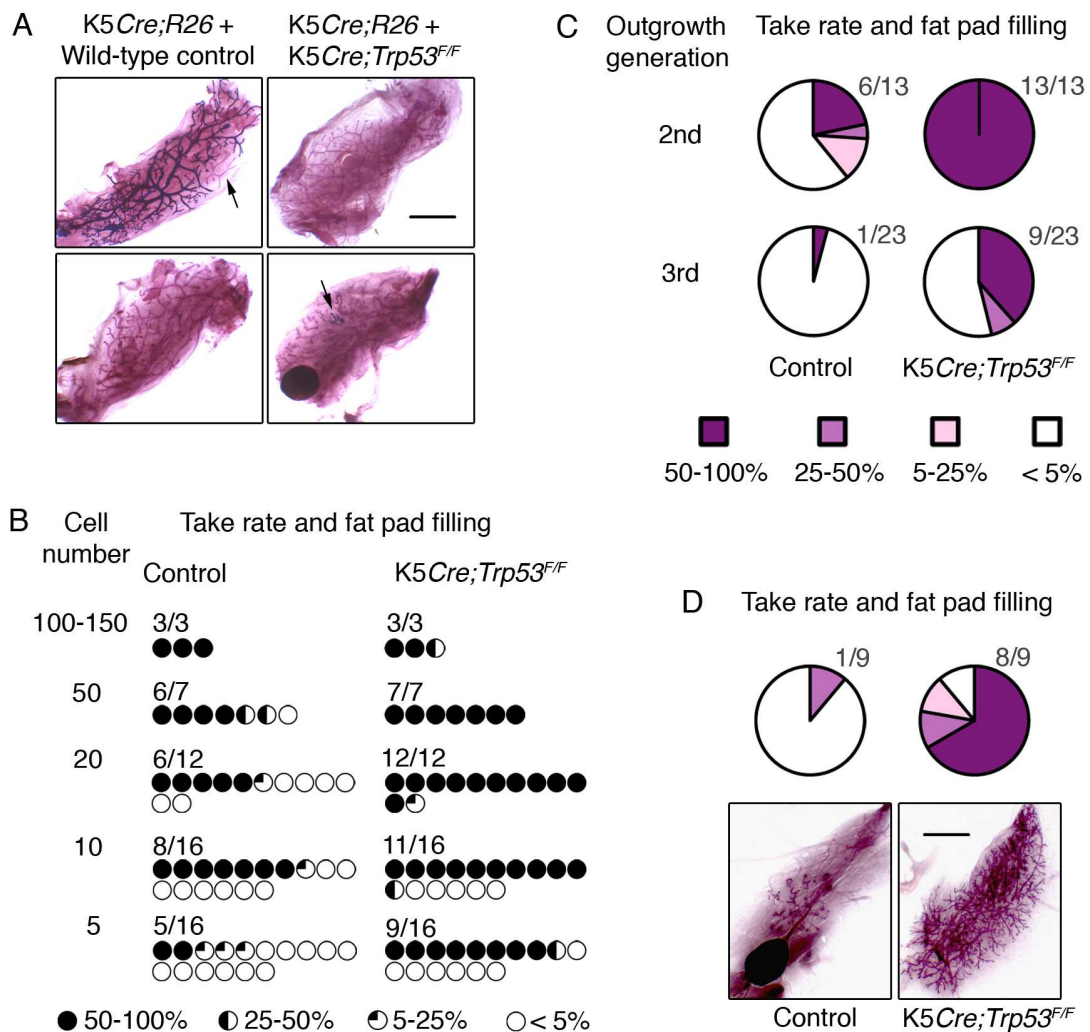 A
K5Cre;R26 +
Wild-type control
K5Cre;R26 +
K5Cre;Trp53F/F
B
Cell
number
Take rate and fat pad filling
Control
K5Cre;Trp53F/F
100-150
3/3
3/3
50
6/7
7/7
20
6/12
12/12
10
8/16
11/16
5
5/16
9/16
50-100%
25-50%
5-25%
< 5%
C
Outgrowth
generation
Take rate and fat pad filling
2nd
6/13
13/13
3rd
1/23
9/23
Control
K5Cre;Trp53F/F
50-100%
25-50%
5-25%
< 5%
D
Take rate and fat pad filling
1/9
8/9
Control
K5Cre;Trp53F/F